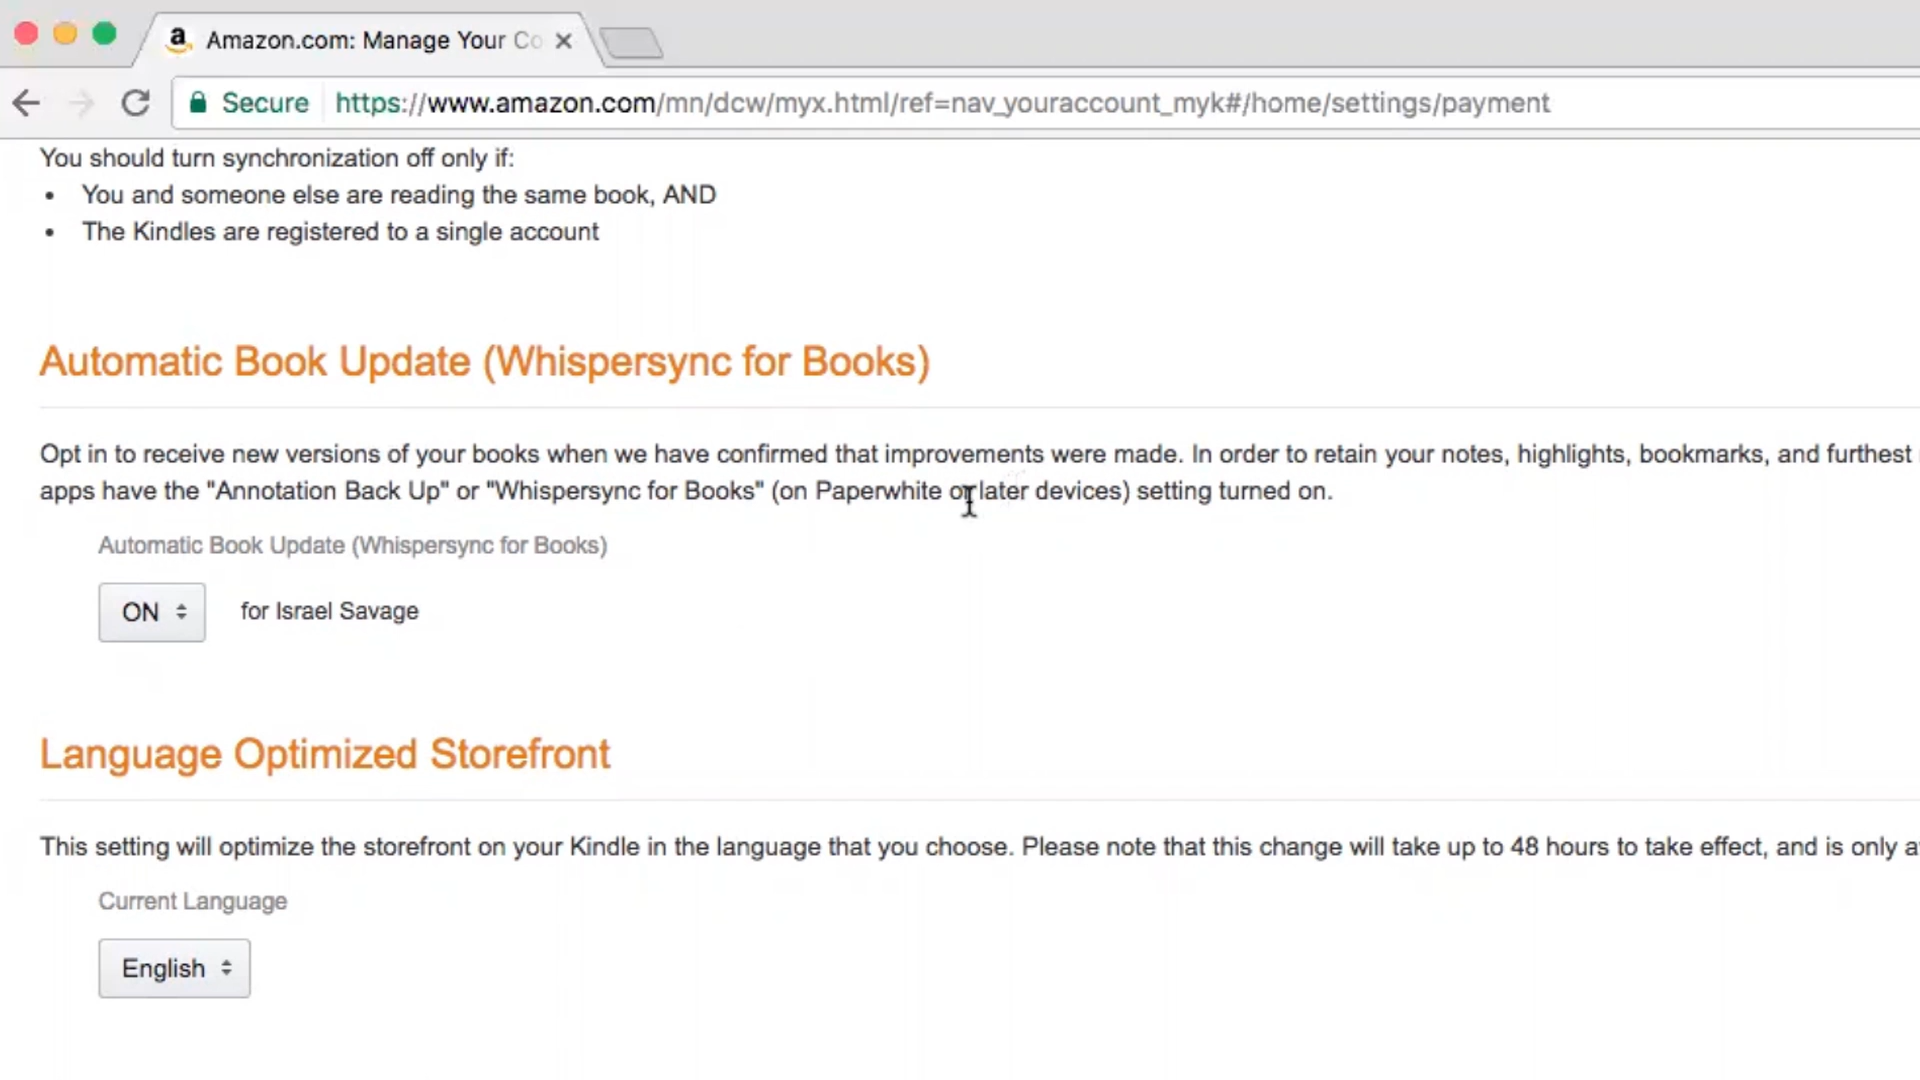 Amazon.com: Manage Your Co
Secure https://www.amazon.com/mn/dcw/myx.html/ref=nav_youraccount_myk#/home/settings/payment
You should turn synchronization off only if:
• You and someone else are reading the same book, AND
• The Kindles are registered to a single account
Automatic Book Update (Whispersync for Books)
Opt in to receive new versions of your books when we have confirmed that improvements were made. In order to retain your notes, highlights, bookmarks, and furthest
apps have the "Annotation Back Up" or "Whispersync for Books" (on Paperwhite or later devices) setting turned on.
Automatic Book Update (Whispersync for Books)
ON for Israel Savage
Language Optimized Storefront
This setting will optimize the storefront on your Kindle in the language that you choose. Please note that this change will take up to 48 hours to take effect, and is only
Current Language
English